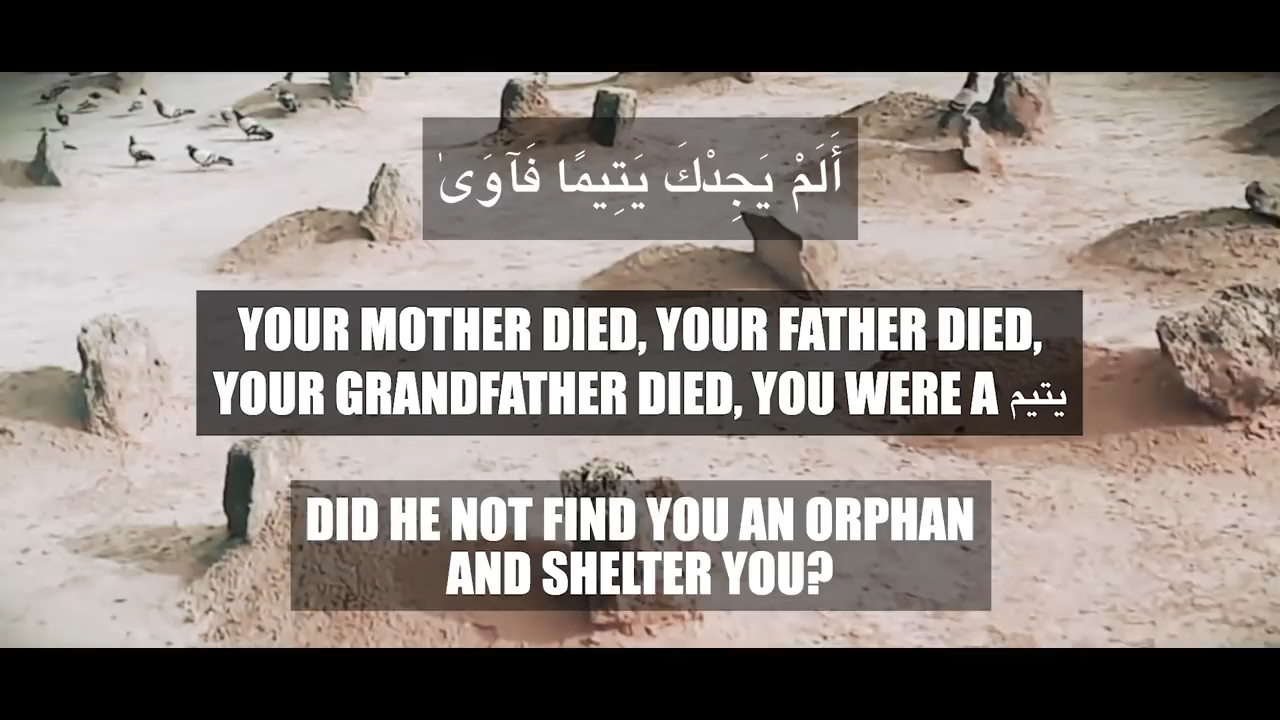 أَلَمْ يَجِدْكَ يَتِيمًا فَآوَىٰ
YOUR MOTHER DIED, YOUR FATHER DIED,
YOUR GRANDFATHER DIED, YOU WERE A يتيم
DID HE NOT FIND YOU AN ORPHAN
AND SHELTER YOU?